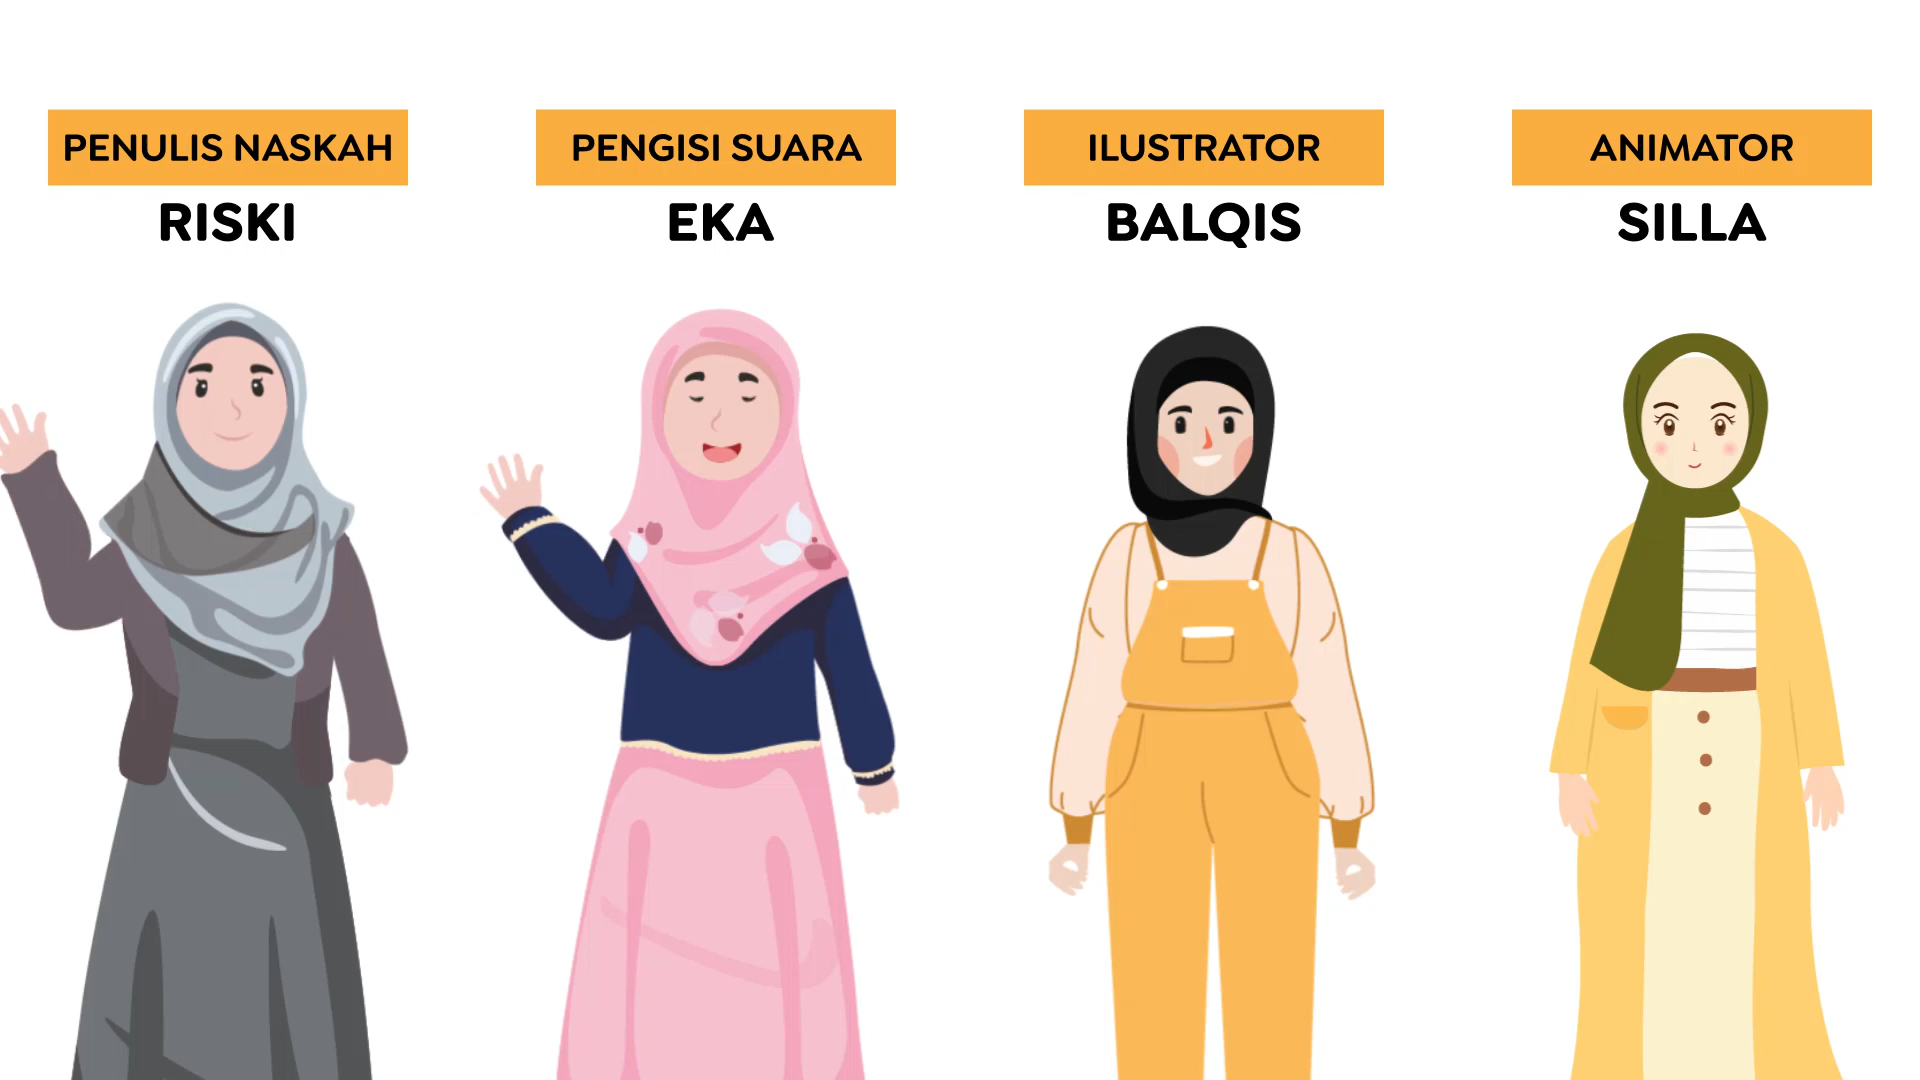 PENULIS NASKAH
RISKI
PENGISI SUARA
EKA
ILUSTRATOR
BALQIS
ANIMATOR
SILLA